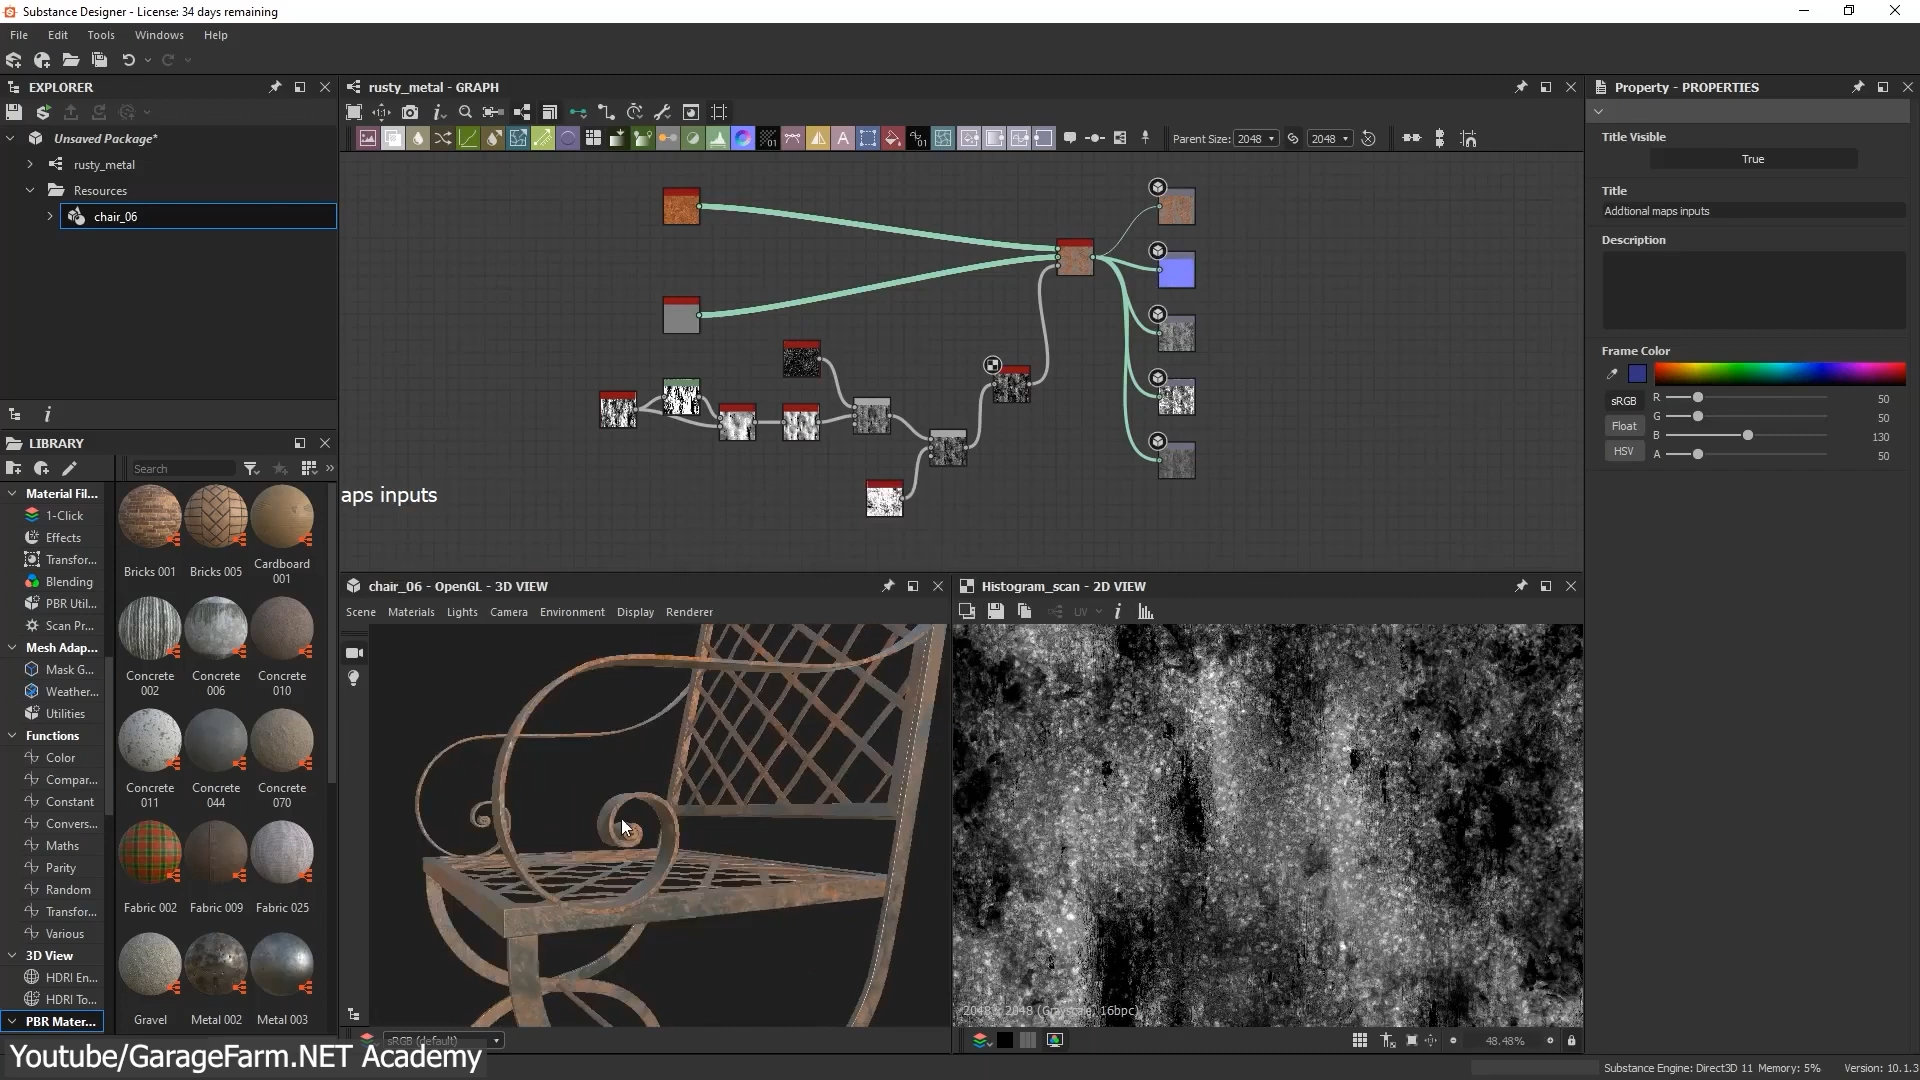 Substance Designer - License: 34 days remaining
File Edit Tools Windows Help
EXPLORER
Unsaved Package*
rusty_metal
Resources
chair_06
LIBRARY
Search
Material Fil...
1-Click
Effects
Transfor...
Blending
PBR Util...
Scan Pr...
Mesh Adap...
Mask G...
Weather...
Utilities
Functions
Color
Compar...
Constant
Convers...
Maths
Parity
Random
Transfor...
Various
3D View
HDRI En...
HDRI To...
PBR Mater...
Bricks 001 Bricks 005 Cardboard 001
Concrete 002 Concrete 006 Concrete 010
Concrete 011 Concrete 044 Concrete 070
Fabric 002 Fabric 009 Fabric 025
Gravel Metal 002 Metal 003
rusty_metal - GRAPH
Parent Size: 2048 2048
aps inputs
chair_06 - OpenGL - 3D VIEW
Scene Materials Lights Camera Environment Display Renderer
sRGB (default)
Histogram_scan - 2D VIEW
UV
2048 x 2048 (Grayscale, 16bpc)
48.48%
Property - PROPERTIES
Title Visible
True
Title
Addtional maps inputs
Description
Frame Color
sRGB R 50
Float G 50
HSV B 130
A 50
Substance Engine: Direct3D 11 Memory: 5% Version: 10.1.3
Youtube/GarageFarm.NET Academy